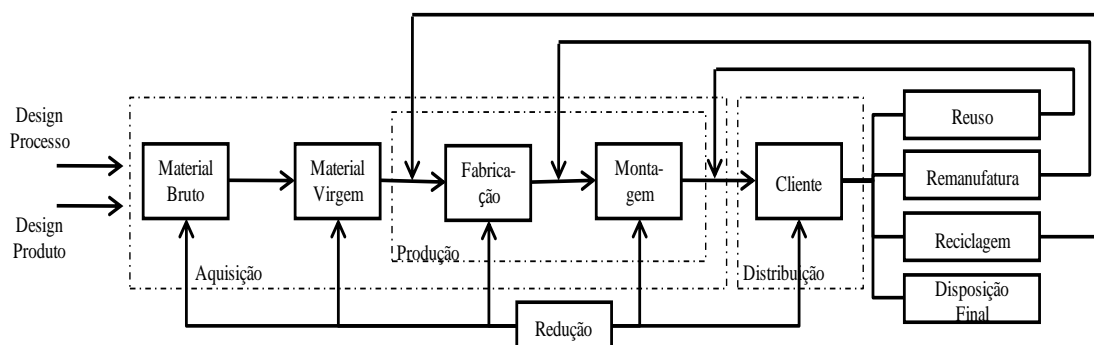 Design
Processo
Design
Produto
Material
Bruto
Material
Virgem
Fabrica-
ção
Monta-
gem
Cliente
Reuso
Remanufatura
Reciclagem
Disposição
Final
Produção
Aquisição
Distribuição
Redução